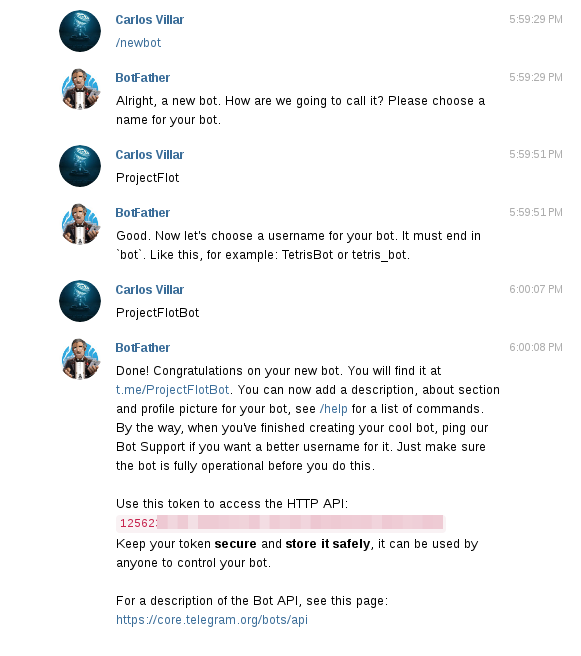 Carlos Villar 5:59:29 PM
/newbot
BotFather 5:59:29 PM
Alright, a new bot. How are we going to call it? Please choose a
name for your bot.
Carlos Villar 5:59:51 PM
ProjectFlot
BotFather 5:59:51 PM
Good. Now let's choose a username for your bot. It must end in
`bot`. Like this, for example: TetrisBot or tetris_bot.
Carlos Villar 6:00:07 PM
ProjectFlotBot
BotFather 6:00:08 PM
Done! Congratulations on your new bot. You will find it at
t.me/ProjectFlotBot. You can now add a description, about section
and profile picture for your bot, see /help for a list of commands.
By the way, when you've finished creating your cool bot, ping our
Bot Support if you want a better username for it. Just make sure
the bot is fully operational before you do this.
Use this token to access the HTTP API:
12562
Keep your token secure and store it safely, it can be used by
anyone to control your bot.
For a description of the Bot API, see this page:
https://core.telegram.org/bots/api